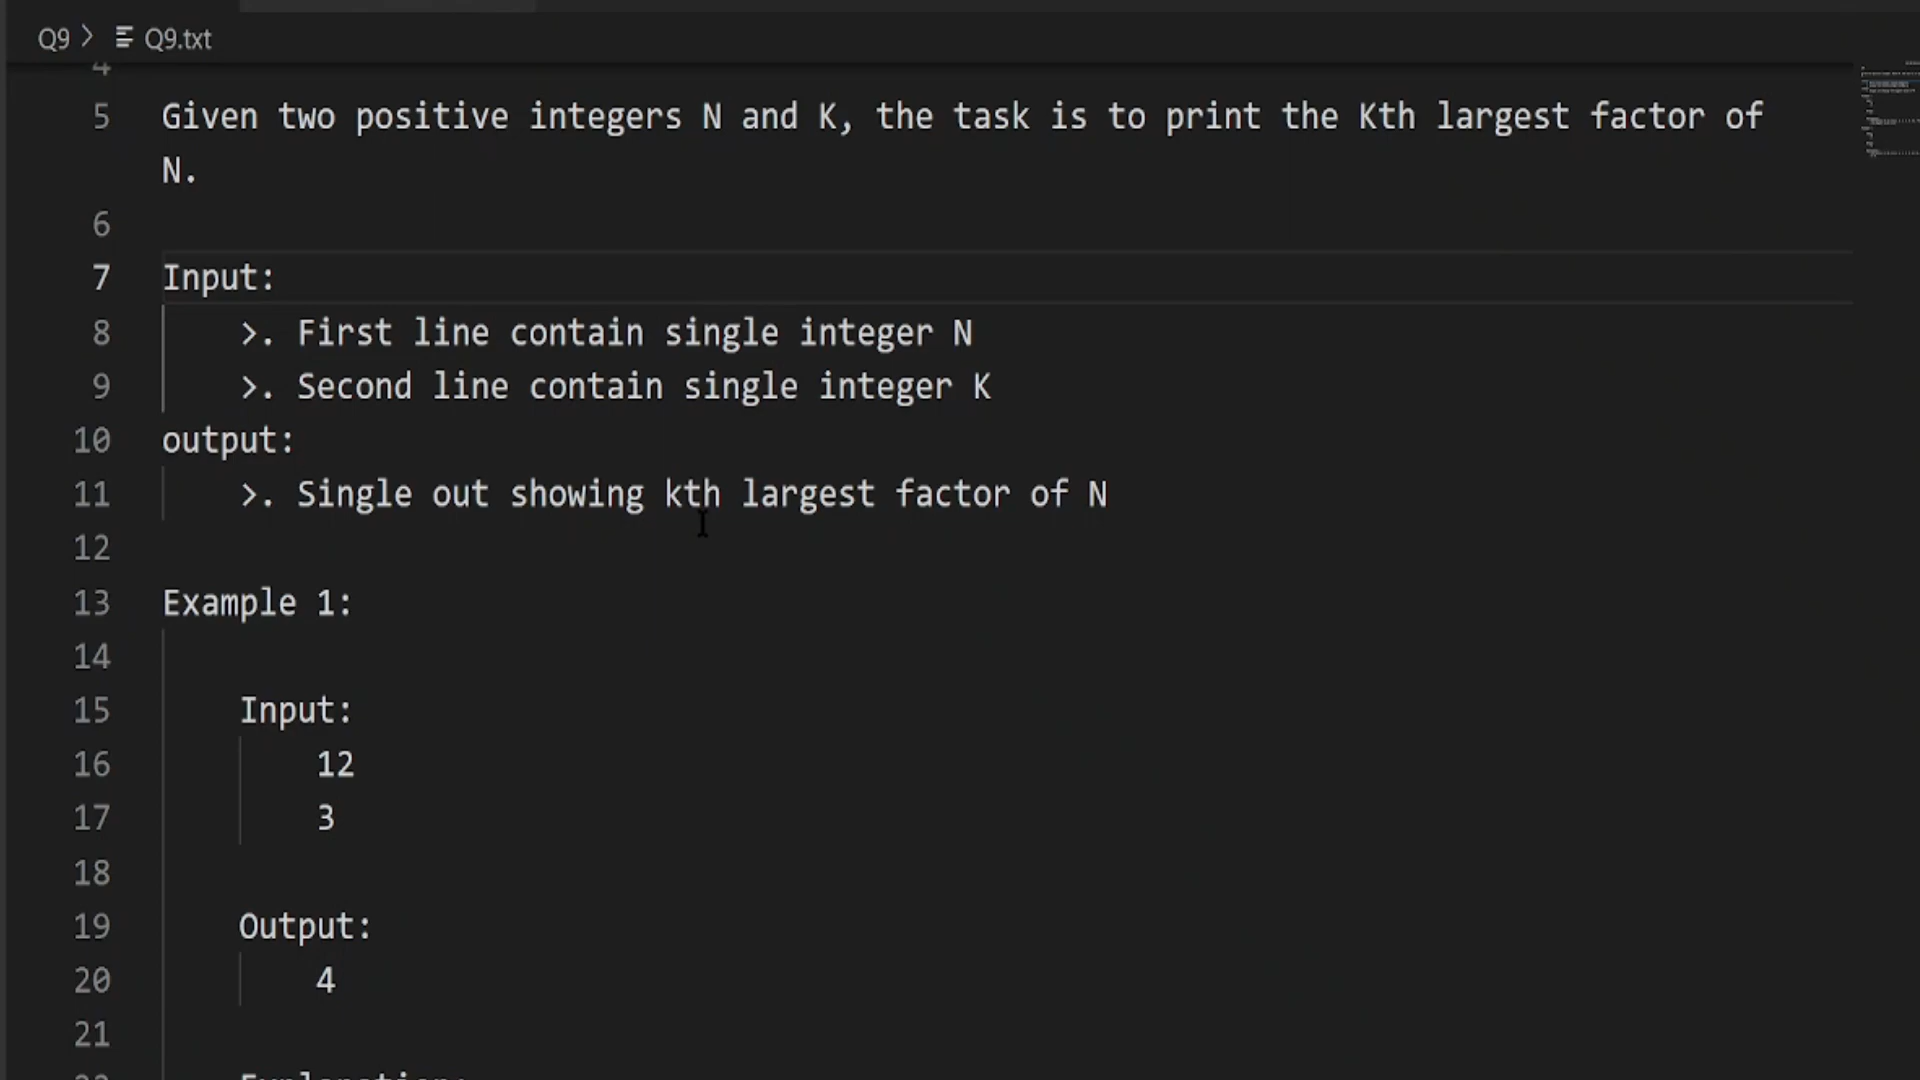 Q9 > Q9.txt
4
5 Given two positive integers N and K, the task is to print the Kth largest factor of
N.
6
7 Input:
8 >. First line contain single integer N
9 >. Second line contain single integer K
10 output:
11 >. Single out showing kth largest factor of N
12
13 Example 1:
14
15 Input:
16 12
17 3
18
19 Output:
20 4
21
22 Explanation: